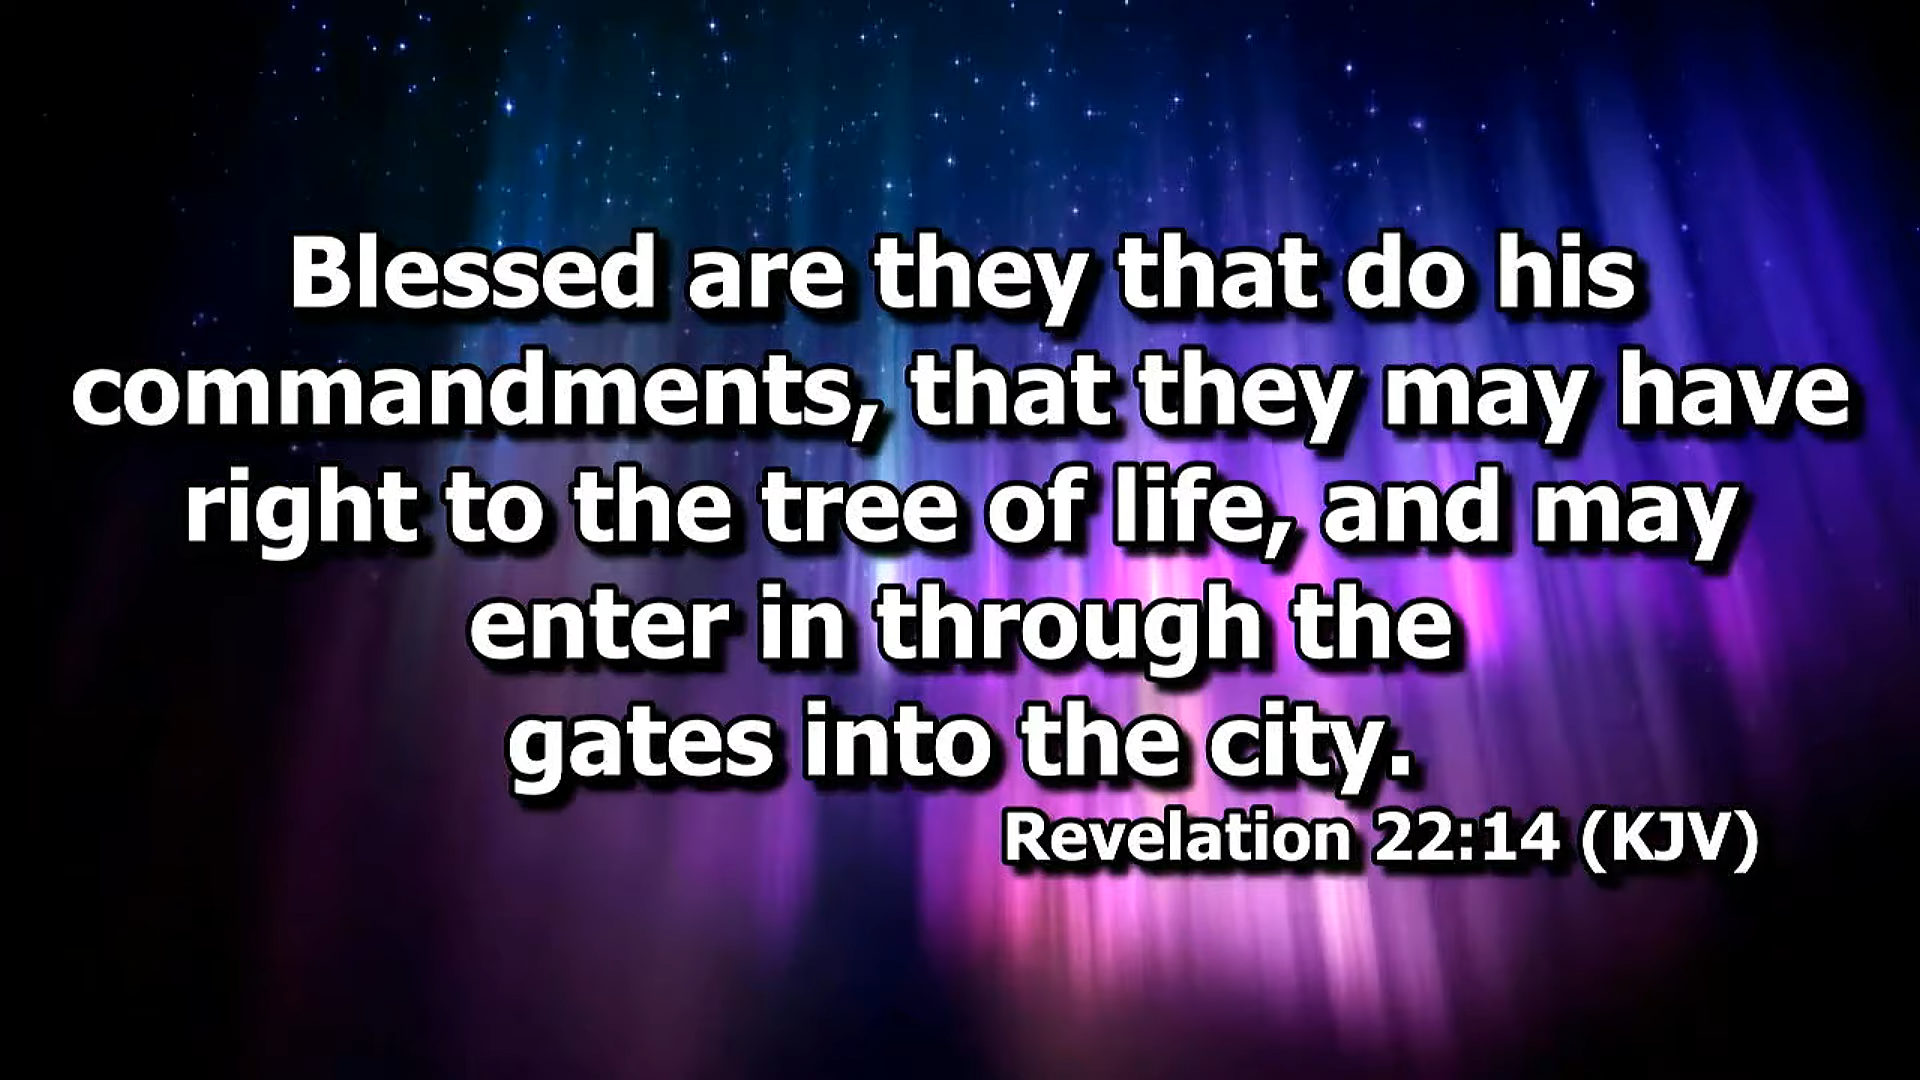 Blessed are they that do his
commandments, that they may have
right to the tree of life, and may
enter in through the
gates into the city.
Revelation 22:14 (KJV)